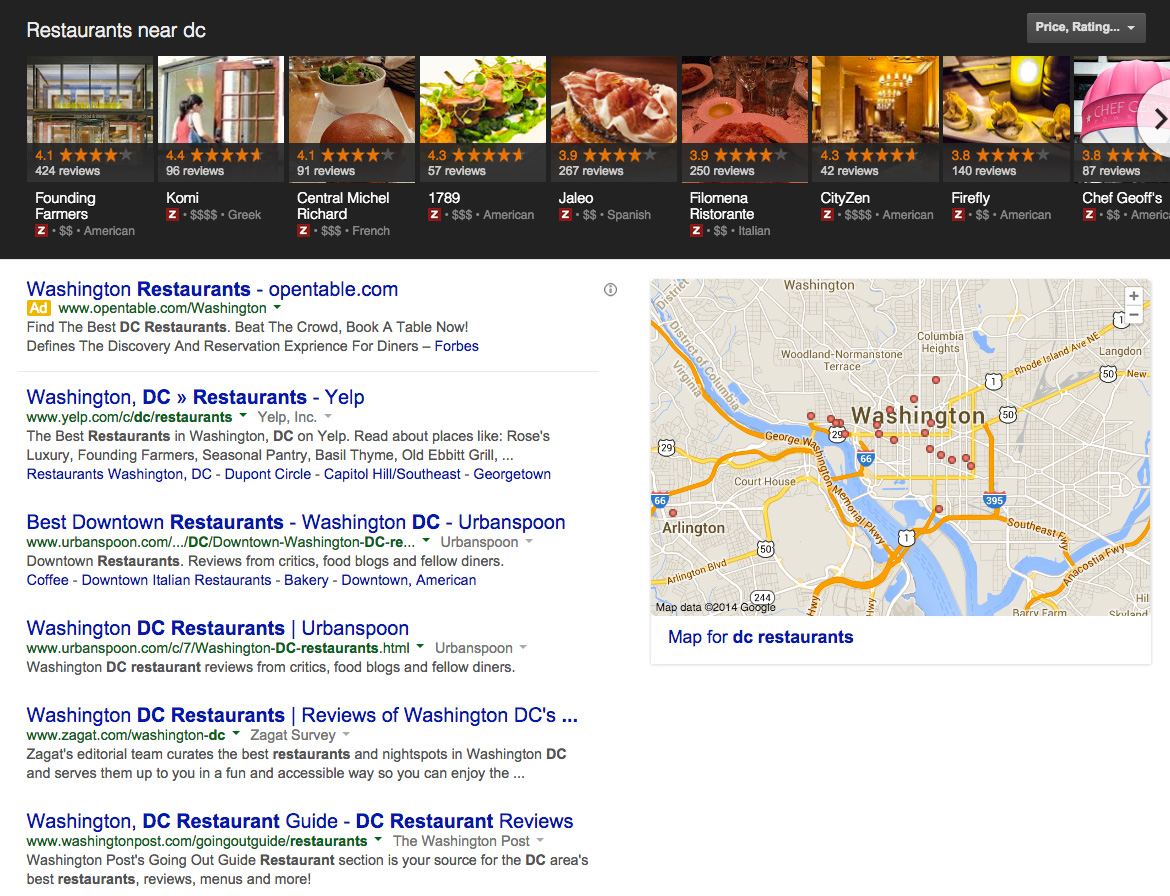 Restaurants near dc
Price, Rating...
4.1
424 reviews
Founding
Farmers
Z • $$ • American
4.4
96 reviews
Komi
Z • $$$$ • Greek
4.1
91 reviews
Central Michel
Richard
Z • $$$ • French
4.3
57 reviews
1789
Z • $$$ • American
3.9
267 reviews
Jaleo
Z • $$ • Spanish
3.9
250 reviews
Filomena
Ristorante
Z • $$ • Italian
4.3
42 reviews
CityZen
Z • $$$$ • American
3.8
140 reviews
Firefly
Z • $$ • American
CHEF G
3.8
87 reviews
Chef Geoff's
Z • $$ • Americ
Washington Restaurants - opentable.com
Ad www.opentable.com/Washington
Find The Best DC Restaurants. Beat The Crowd, Book A Table Now!
Defines The Discovery And Reservation Exprience For Diners – Forbes
Washington, DC » Restaurants - Yelp
www.yelp.com/c/dc/restaurants Yelp, Inc.
The Best Restaurants in Washington, DC on Yelp. Read about places like: Rose's
Luxury, Founding Farmers, Seasonal Pantry, Basil Thyme, Old Ebbitt Grill, ...
Restaurants Washington, DC - Dupont Circle - Capitol Hill/Southeast - Georgetown
Best Downtown Restaurants - Washington DC - Urbanspoon
www.urbanspoon.com/.../DC/Downtown-Washington-DC-re... Urbanspoon
Downtown Restaurants. Reviews from critics, food blogs and fellow diners.
Coffee - Downtown Italian Restaurants - Bakery - Downtown, American
Washington DC Restaurants | Urbanspoon
www.urbanspoon.com/c/7/Washington-DC-restaurants.html Urbanspoon
Washington DC restaurant reviews from critics, food blogs and fellow diners.
Washington DC Restaurants | Reviews of Washington DC's ...
www.zagat.com/washington-dc Zagat Survey
Zagat's editorial team curates the best restaurants and nightspots in Washington DC
and serves them up to you in a fun and accessible way so you can enjoy the ...
Washington, DC Restaurant Guide - DC Restaurant Reviews
www.washingtonpost.com/goingoutguide/restaurants The Washington Post
Washington Post's Going Out Guide Restaurant section is your source for the DC area's
best restaurants, reviews, menus and more!
District
Washington
+
−
1
District of Columbia
Virginia
Columbia
Heights
Woodland-Normanstone
Terrace
Rhode Island Ave NE
Langdon
1
50
New
Washington
50
29
29
George Washington Memorial Pkwy
66
Court House
66
395
Arlington
Southeast Fwy
1
50
Anacostia Fwy
Arlington Blvd
244
Hwy
Hwy
Hil
Barry Farm
Skyland
Map data ©2014 Google
Map for dc restaurants